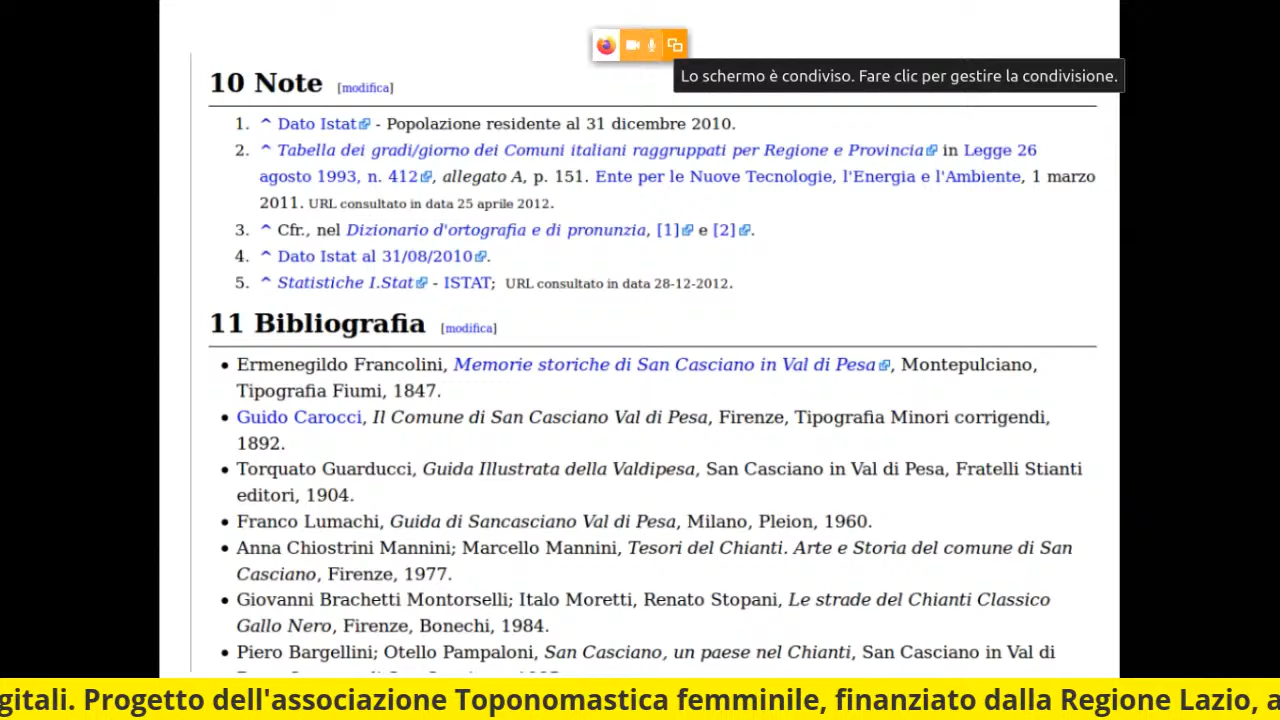 Lo schermo è condiviso. Fare clic per gestire la condivisione.
10 Note [modifica]
1. ^ Dato Istat - Popolazione residente al 31 dicembre 2010.
2. ^ Tabella dei gradi/giorno dei Comuni italiani raggruppati per Regione e Provincia in Legge 26
agosto 1993, n. 412, allegato A, p. 151. Ente per le Nuove Tecnologie, l'Energia e l'Ambiente, 1 marzo
2011. URL consultato in data 25 aprile 2012.
3. ^ Cfr., nel Dizionario d'ortografia e di pronunzia, [1] e [2].
4. ^ Dato Istat al 31/08/2010.
5. ^ Statistiche I.Stat - ISTAT; URL consultato in data 28-12-2012.
11 Bibliografia [modifica]
• Ermenegildo Francolini, Memorie storiche di San Casciano in Val di Pesa, Montepulciano,
Tipografia Fiumi, 1847.
• Guido Carocci, Il Comune di San Casciano Val di Pesa, Firenze, Tipografia Minori corrigendi,
1892.
• Torquato Guarducci, Guida Illustrata della Valdipesa, San Casciano in Val di Pesa, Fratelli Stianti
editori, 1904.
• Franco Lumachi, Guida di Sancasciano Val di Pesa, Milano, Pleion, 1960.
• Anna Chiostrini Mannini; Marcello Mannini, Tesori del Chianti. Arte e Storia del comune di San
Casciano, Firenze, 1977.
• Giovanni Brachetti Montorselli; Italo Moretti, Renato Stopani, Le strade del Chianti Classico
Gallo Nero, Firenze, Bonechi, 1984.
• Piero Bargellini; Otello Pampaloni, San Casciano, un paese nel Chianti, San Casciano in Val di
gitali. Progetto dell'associazione Toponomastica femminile, finanziato dalla Regione Lazio, a